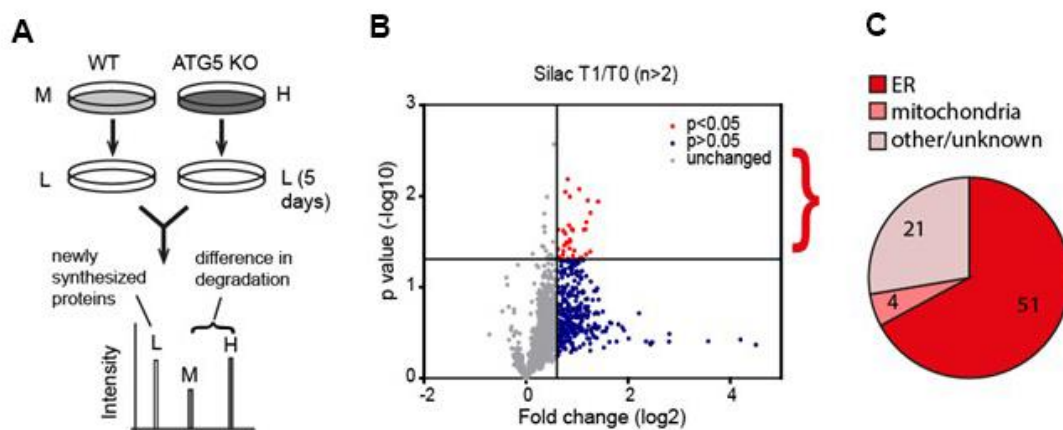 A
WT
ATG5 KO
M
H
L
L (5
days)
newly
synthesized
proteins
difference in
degradation
L
M
H
Intensity
B
Silac T1/T0 (n>2)
3
2
1
0
p value (-log10)
p<0.05
p>0.05
unchanged
-2
0
2
4
Fold change (log2)
}
C
ER
mitochondria
other/unknown
21
4
51